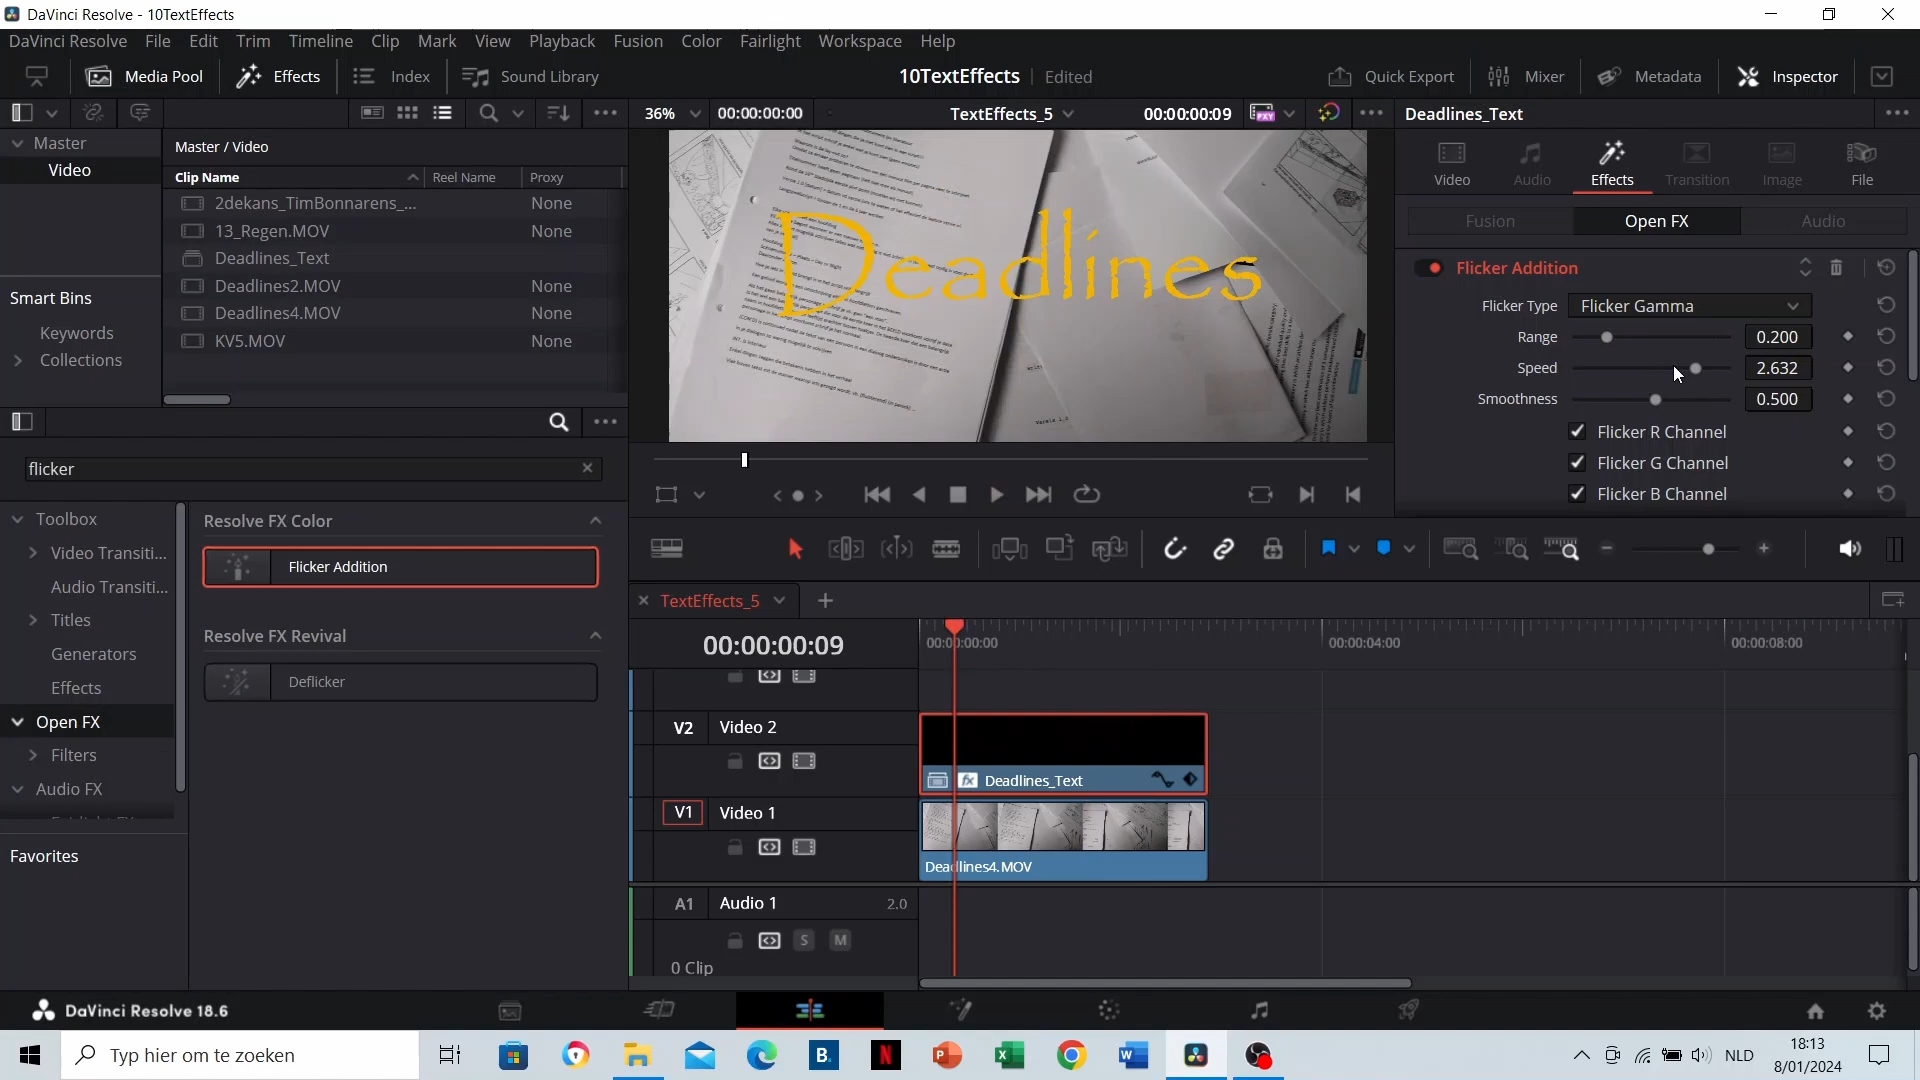 DaVinci Resolve - 10TextEffects
DaVinci Resolve File Edit Trim Timeline Clip Mark View Playback Fusion Color Fairlight Workspace Help
Media Pool Effects Index Sound Library 10TextEffects Edited Quick Export Mixer Metadata Inspector
36% 00:00:00:00 TextEffects_5 00:00:00:09 PXY Deadlines_Text
Master
Video
Smart Bins
Keywords
Collections
Master / Video
Clip Name Reel Name Proxy
2dekans_TimBonnarens_... None
13_Regen.MOV None
Deadlines_Text
Deadlines2.MOV None
Deadlines4.MOV None
KV5.MOV None
Deadlines
Video Audio Effects Transition Image File
Fusion Open FX Audio
Flicker Addition
Flicker Type Flicker Gamma
Range 0.200
Speed 2.632
Smoothness 0.500
Flicker R Channel
Flicker G Channel
Flicker B Channel
flicker
Toolbox
Video Transiti...
Audio Transiti...
Titles
Generators
Effects
Open FX
Filters
Audio FX
Favorites
Resolve FX Color
Flicker Addition
Resolve FX Revival
Deflicker
TextEffects_5
00:00:00:09
00:00:00:00 00:00:04:00 00:00:08:00
V2 Video 2
fx Deadlines_Text
V1 Video 1
Deadlines4.MOV
A1 Audio 1 2.0
S M
0 Clip
DaVinci Resolve 18.6
Typ hier om te zoeken
B.
N
NLD
18:13
8/01/2024